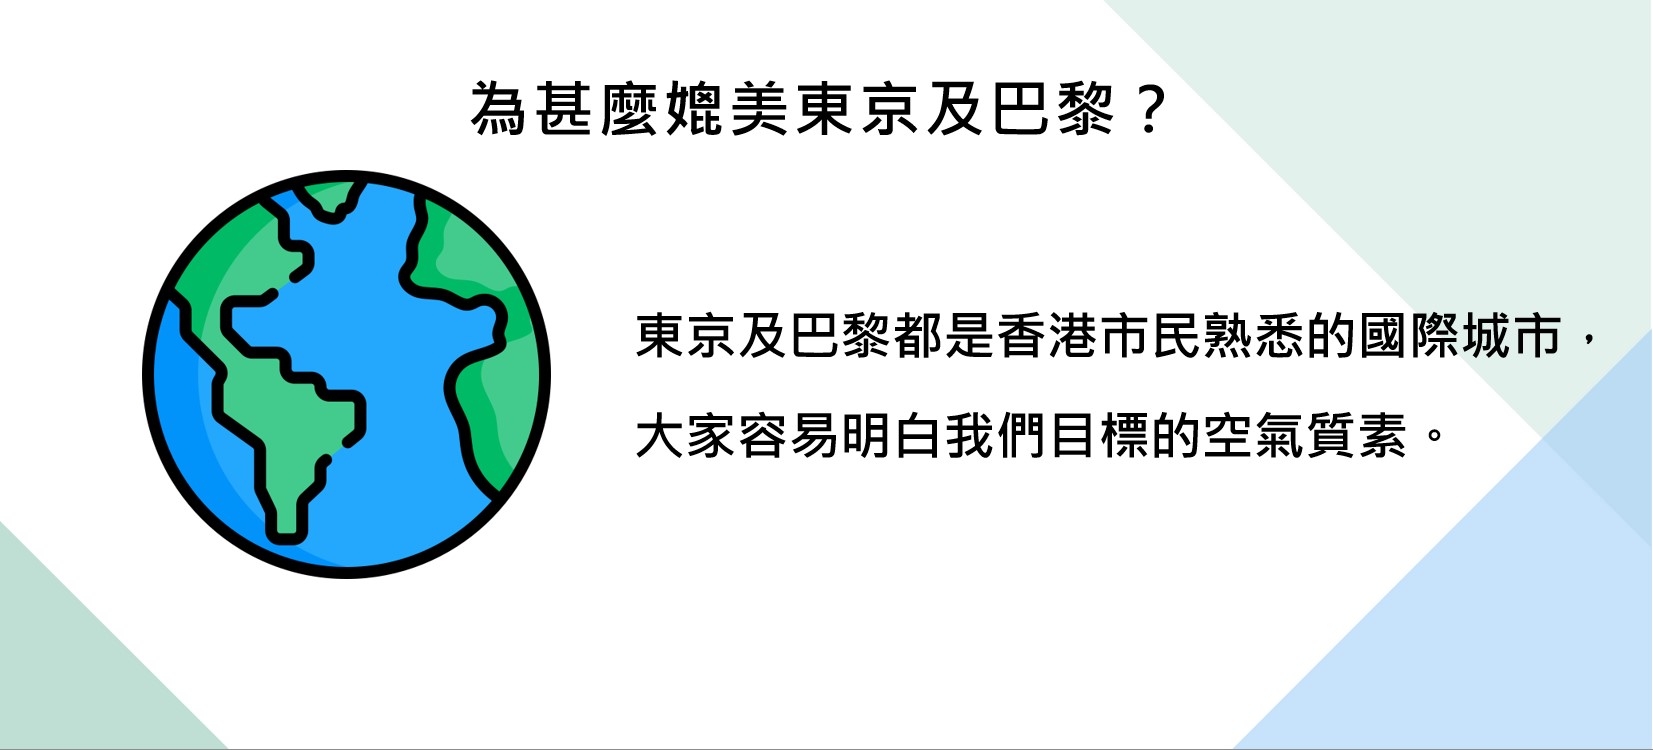 為甚麼媲美東京及巴黎？
東京及巴黎都是香港市民熟悉的國際城市，
大家容易明白我們目標的空氣質素。